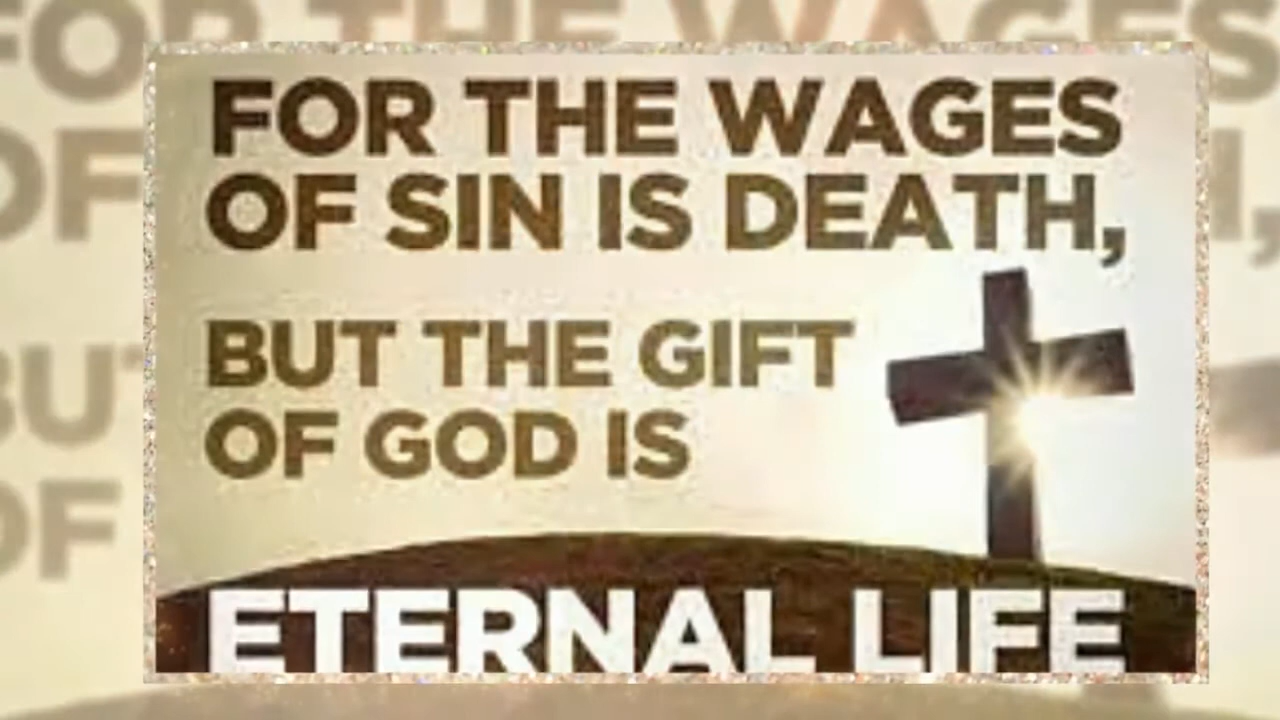 FOR THE WAGES
OF SIN IS DEATH,
BUT THE GIFT
OF GOD IS
ETERNAL LIFE